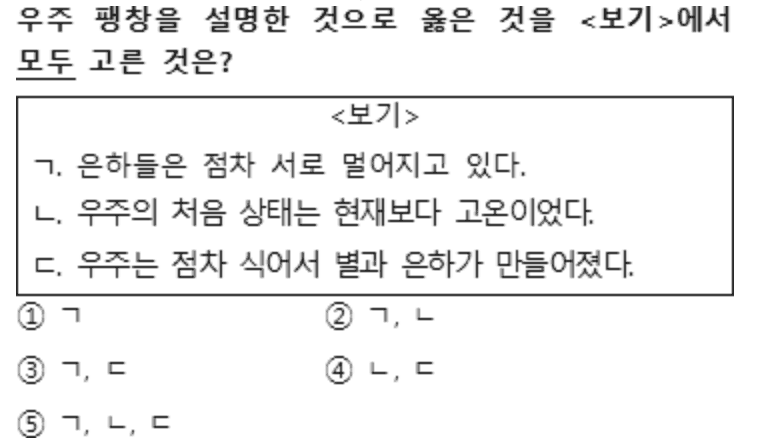 우주 팽창을 설명한 것으로 옳은 것을 <보기>에서
모두 고른 것은?
<보기>
ㄱ. 은하들은 점차 서로 멀어지고 있다.
ㄴ. 우주의 처음 상태는 현재보다 고온이었다.
ㄷ. 우주는 점차 식어서 별과 은하가 만들어졌다.
① ㄱ ② ㄱ, ㄴ
③ ㄱ, ㄷ ④ ㄴ, ㄷ
⑤ ㄱ, ㄴ, ㄷ